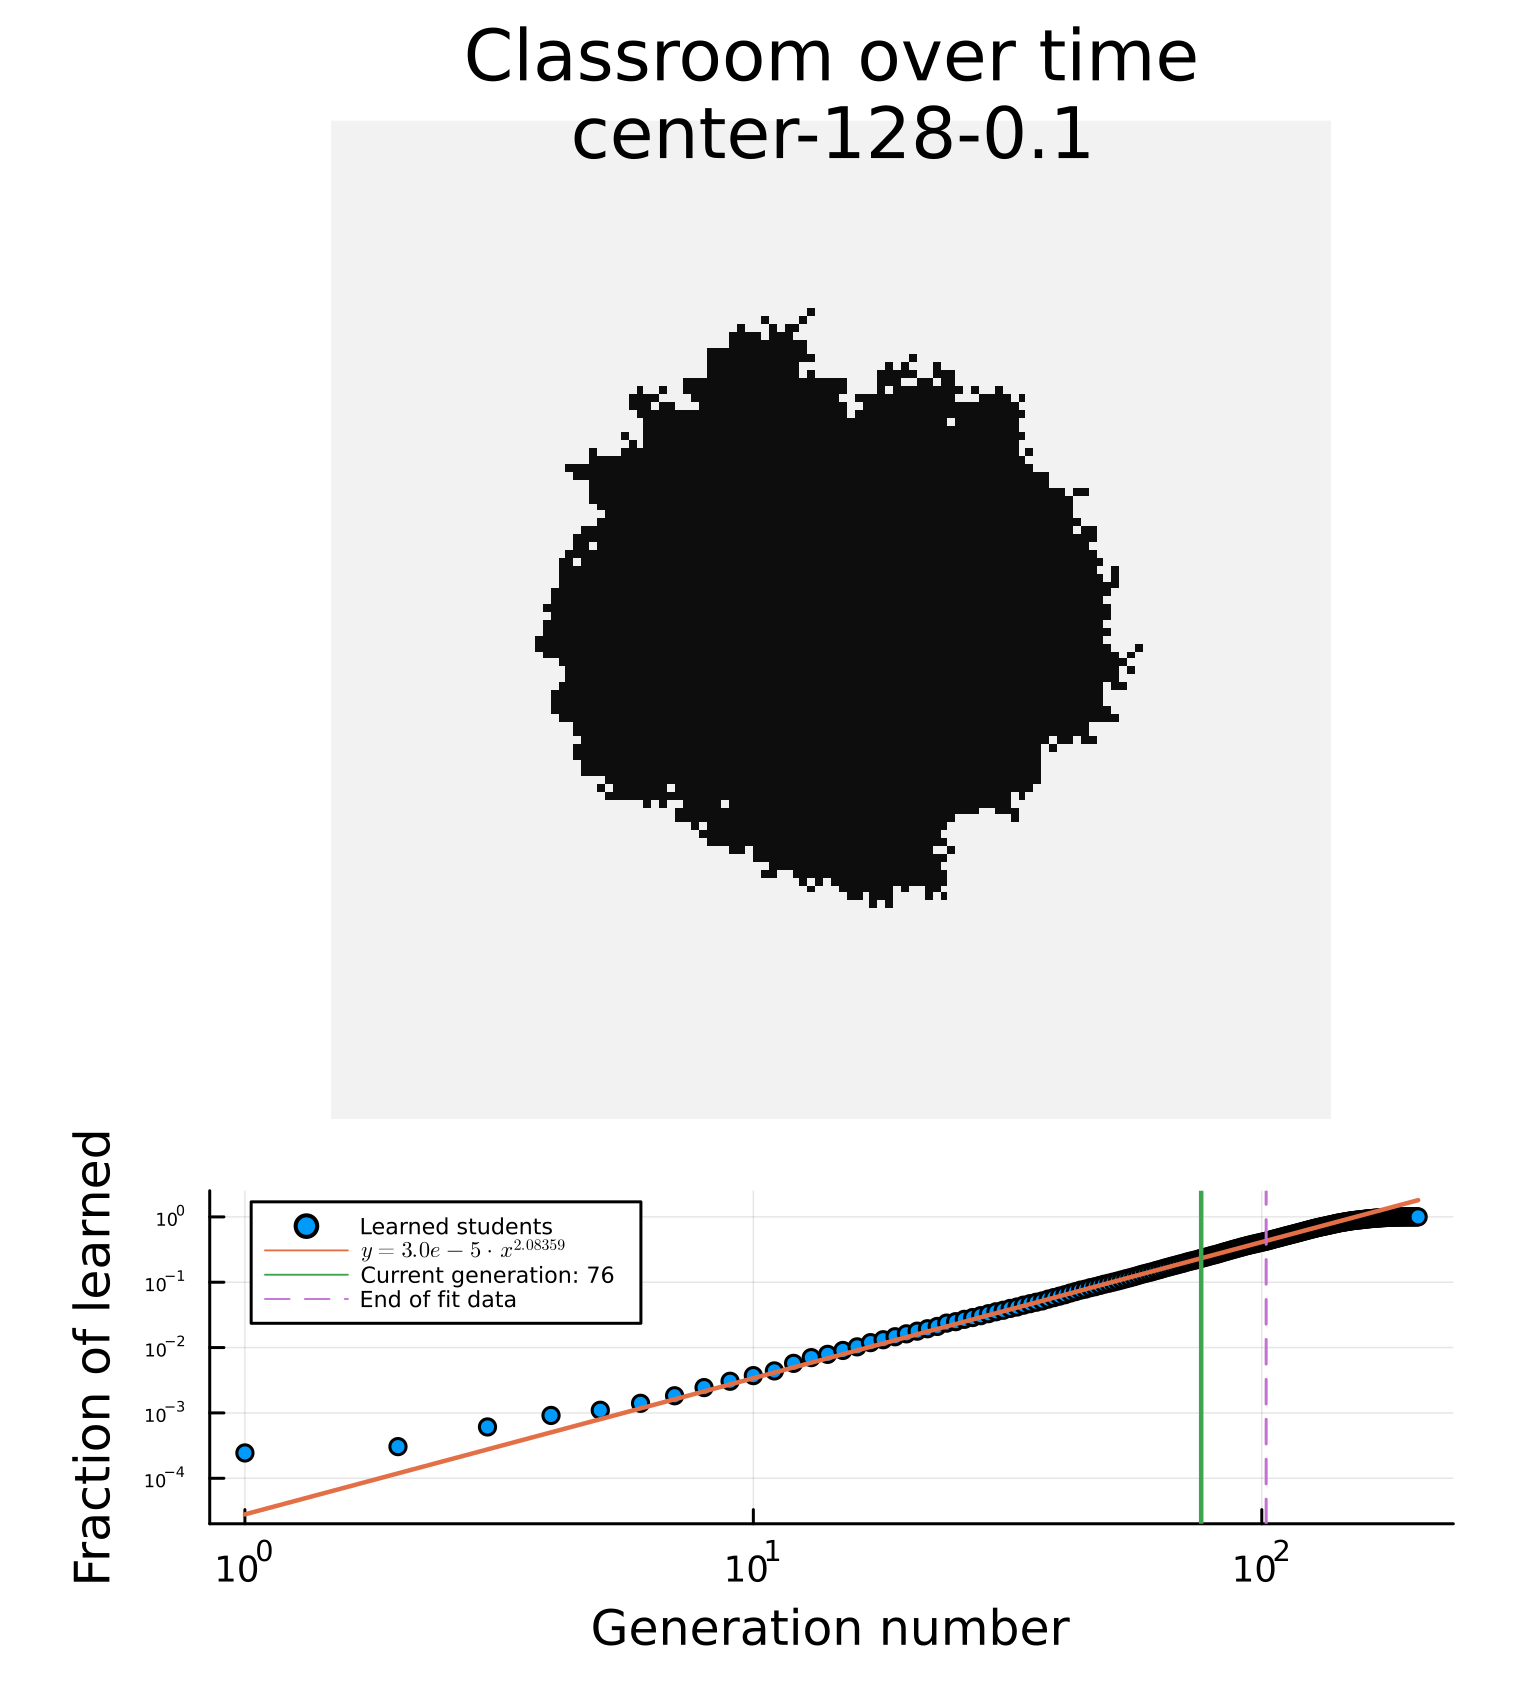 Classroom over time
center-128-0.1
Fraction of learned
10^0
10^−1
10^−2
10^−3
10^−4
Learned students
y = 3.0e − 5 · x^2.08359
Current generation: 76
End of fit data
10^0 10^1 10^2
Generation number